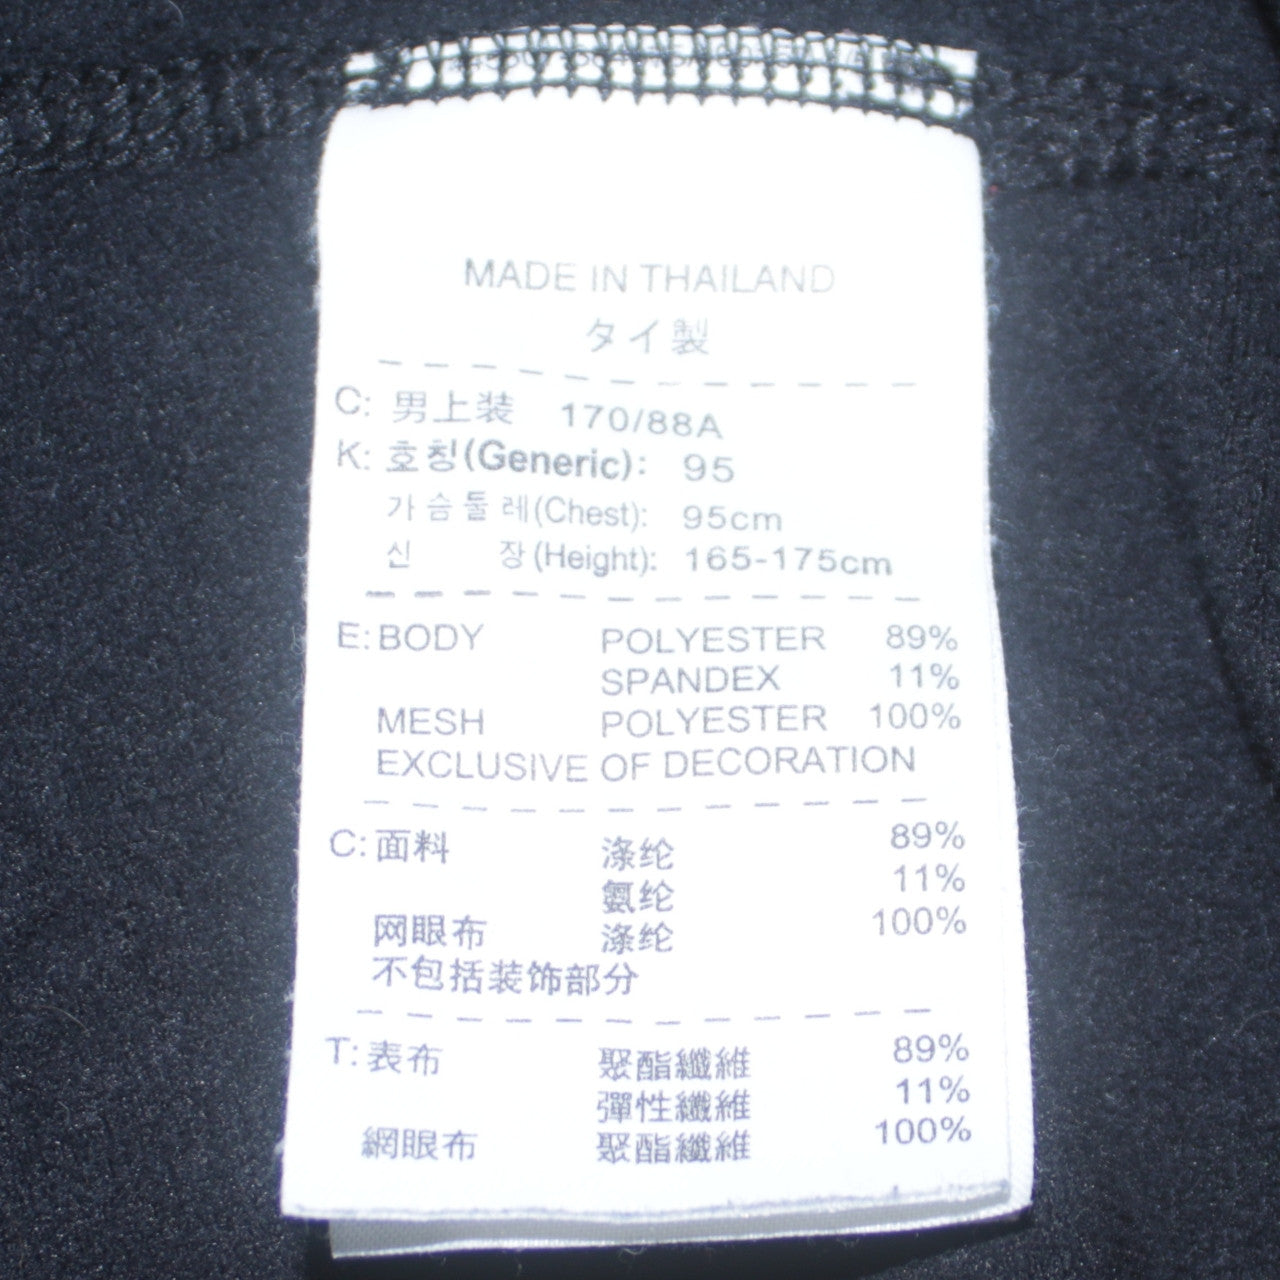 MADE IN THAILAND
タイ製
C: 男上装 170/88A
K: 호칭(Generic): 95
가슴둘레(Chest): 95cm
신 장(Height): 165-175cm
E: BODY POLYESTER 89%
SPANDEX 11%
MESH POLYESTER 100%
EXCLUSIVE OF DECORATION
C: 面料 涤纶 89%
氨纶 11%
网眼布 涤纶 100%
不包括装饰部分
T: 表布 聚酯纖維 89%
彈性纖維 11%
網眼布 聚酯纖維 100%